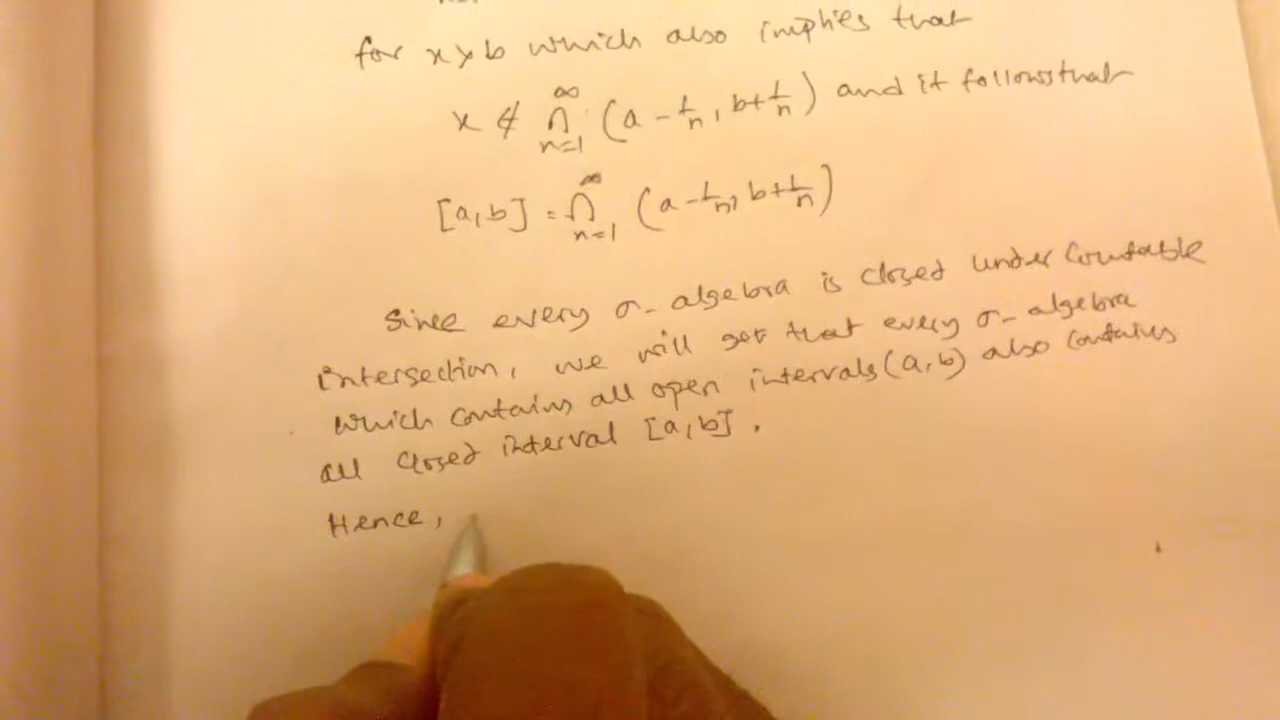 for x > b which also implies that
x ∉ ∞ ∩ n=1 (a - 1/n, b + 1/n) and it follows that
[a, b] = ∞ ∩ n=1 (a - 1/n, b + 1/n)
Since every σ-algebra is closed under countable
intersection, we will get that every σ-algebra
which contains all open intervals (a, b) also contains
all closed interval [a, b].
Hence,